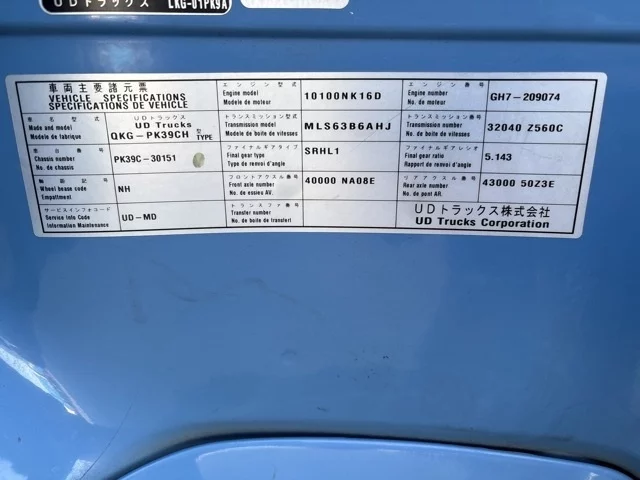 UDトラックス LKG-01PK9A
車両主要諸元票
VEHICLE SPECIFICATIONS
SPECIFICATIONS DE VEHICLE
エンジン型式
Engine model
Modele de moteur
10100NK16D
エンジン番号
Engine number
No. de moteur
GH7-209074
車名型式
Made and model
Modele de fabrique
UDトラックス
UD Trucks
QKG-PK39CH 型 TYPE
トランスミッション型式
Transmission model
Modele de boite de vitesses
MLS63B6AHJ
トランスミッション番号
Transmission number
No. de boite de vitesses
32040 Z560C
車台番号
Chassis number
No. de chassis
PK39C-30151
ファイナルギアタイプ
Final gear type
Type de renvoi d'angle
SRHL1
ファイナルギアレシオ
Final gear ratio
Rapport de renvoi d'angle
5.143
Wheel base code
Empattment
NH
フロントアクスル番号
Front axle number
No. de essieu AV.
40000 NA08E
リアアクスル番号
Rear axle number
No. de pont AR.
43000 50Z3E
サービスインフォコード
Service Info Code
Information Maintenance
UD-MD
トランスファ番号
Transfer number
No. de boite de transfert
UDトラックス株式会社
UD Trucks Corporation